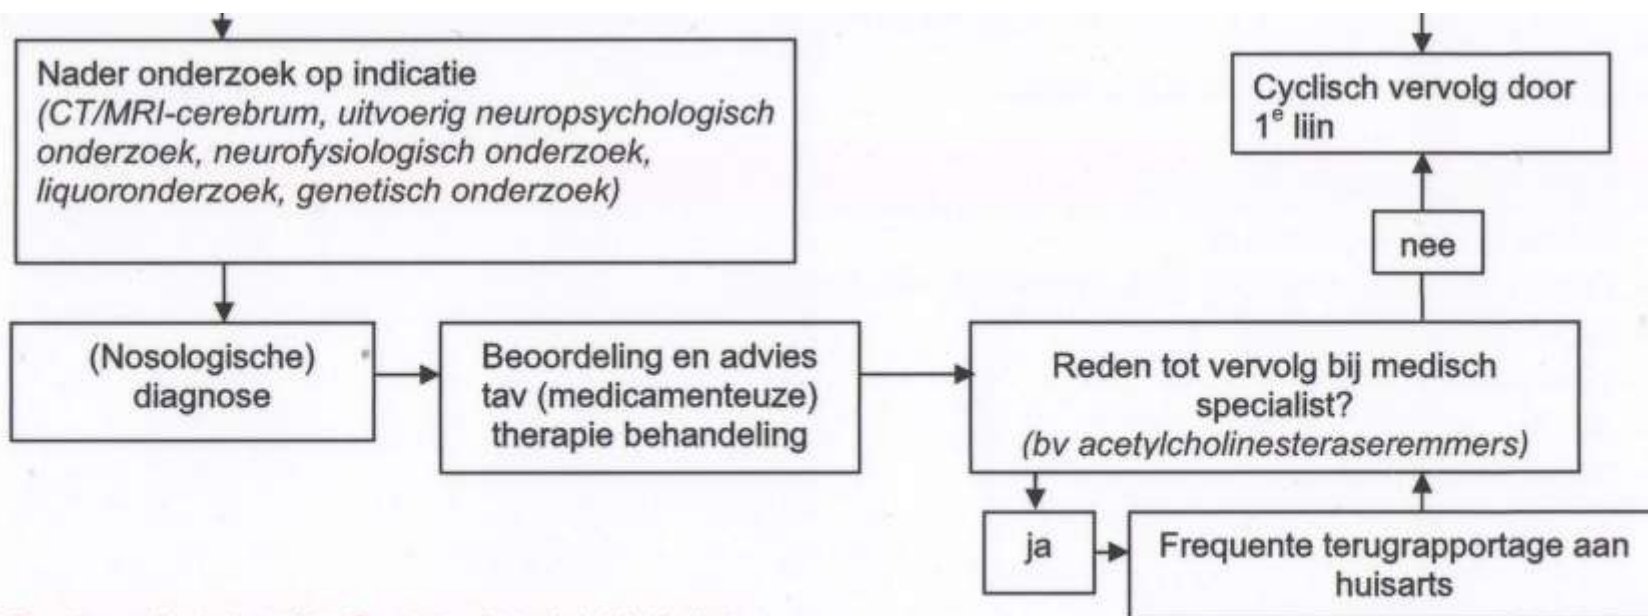 Nader onderzoek op indicatie
(CT/MRI-cerebrum, uitvoerig neuropsychologisch
onderzoek, neurofysiologisch onderzoek,
liquoronderzoek, genetisch onderzoek)
Cyclisch vervolg door
1e liin
nee
(Nosologische)
diagnose
Beoordeling en advies
tav (medicamenteuze)
therapie behandeling
Reden tot vervolg bij medisch
specialist?
(bv acetylcholinesteraseremmers)
ja
Frequente terugrapportage aan
huisarts